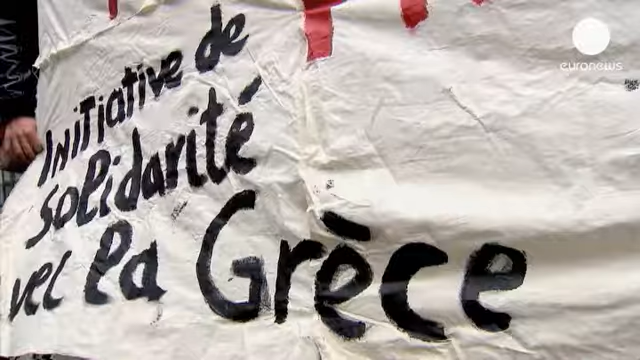 euronews
Initiative de
solidarité
vec la Grèce